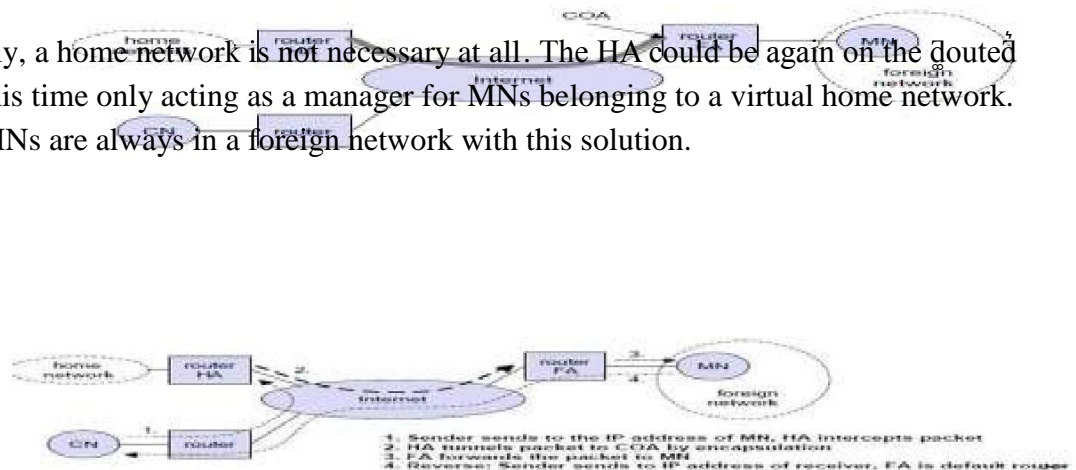 COA
home network
router
router
MN
ly, a home network is not necessary at all. The HA could be again on the
foreign network
Internet
his time only acting as a manager for MNs belonging to a virtual home network.
CN
router
MNs are always in a foreign network with this solution.
home network
router HA
2.
router FA
3.
4.
MN
Internet
foreign network
1.
CN
router
1. Sender sends to the IP address of MN, HA intercepts packet
2. HA tunnels packet to COA by encapsulation
3. FA forwards the packet to MN
4. Reverse: Sender sends to IP address of receiver, FA is default router